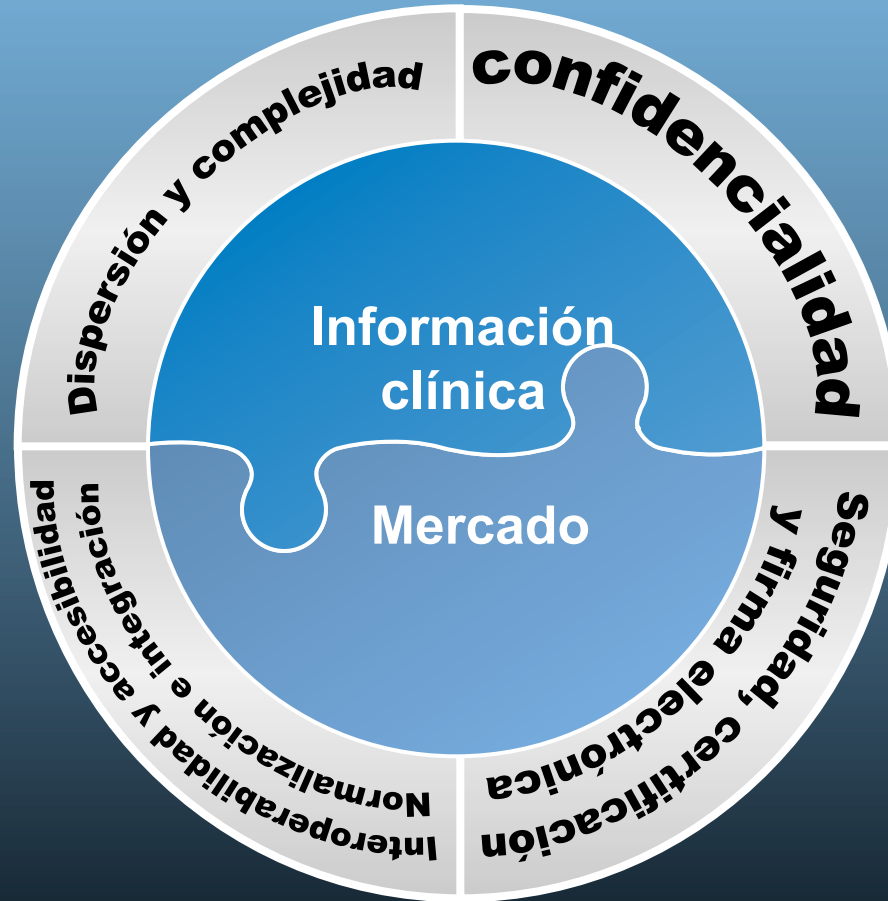 Dispersión y complejidad
confidencialidad
Información
clínica
Mercado
Interoperabilidad y accesibilidad
Normalización e integración
Seguridad, certificación
y firma electrónica